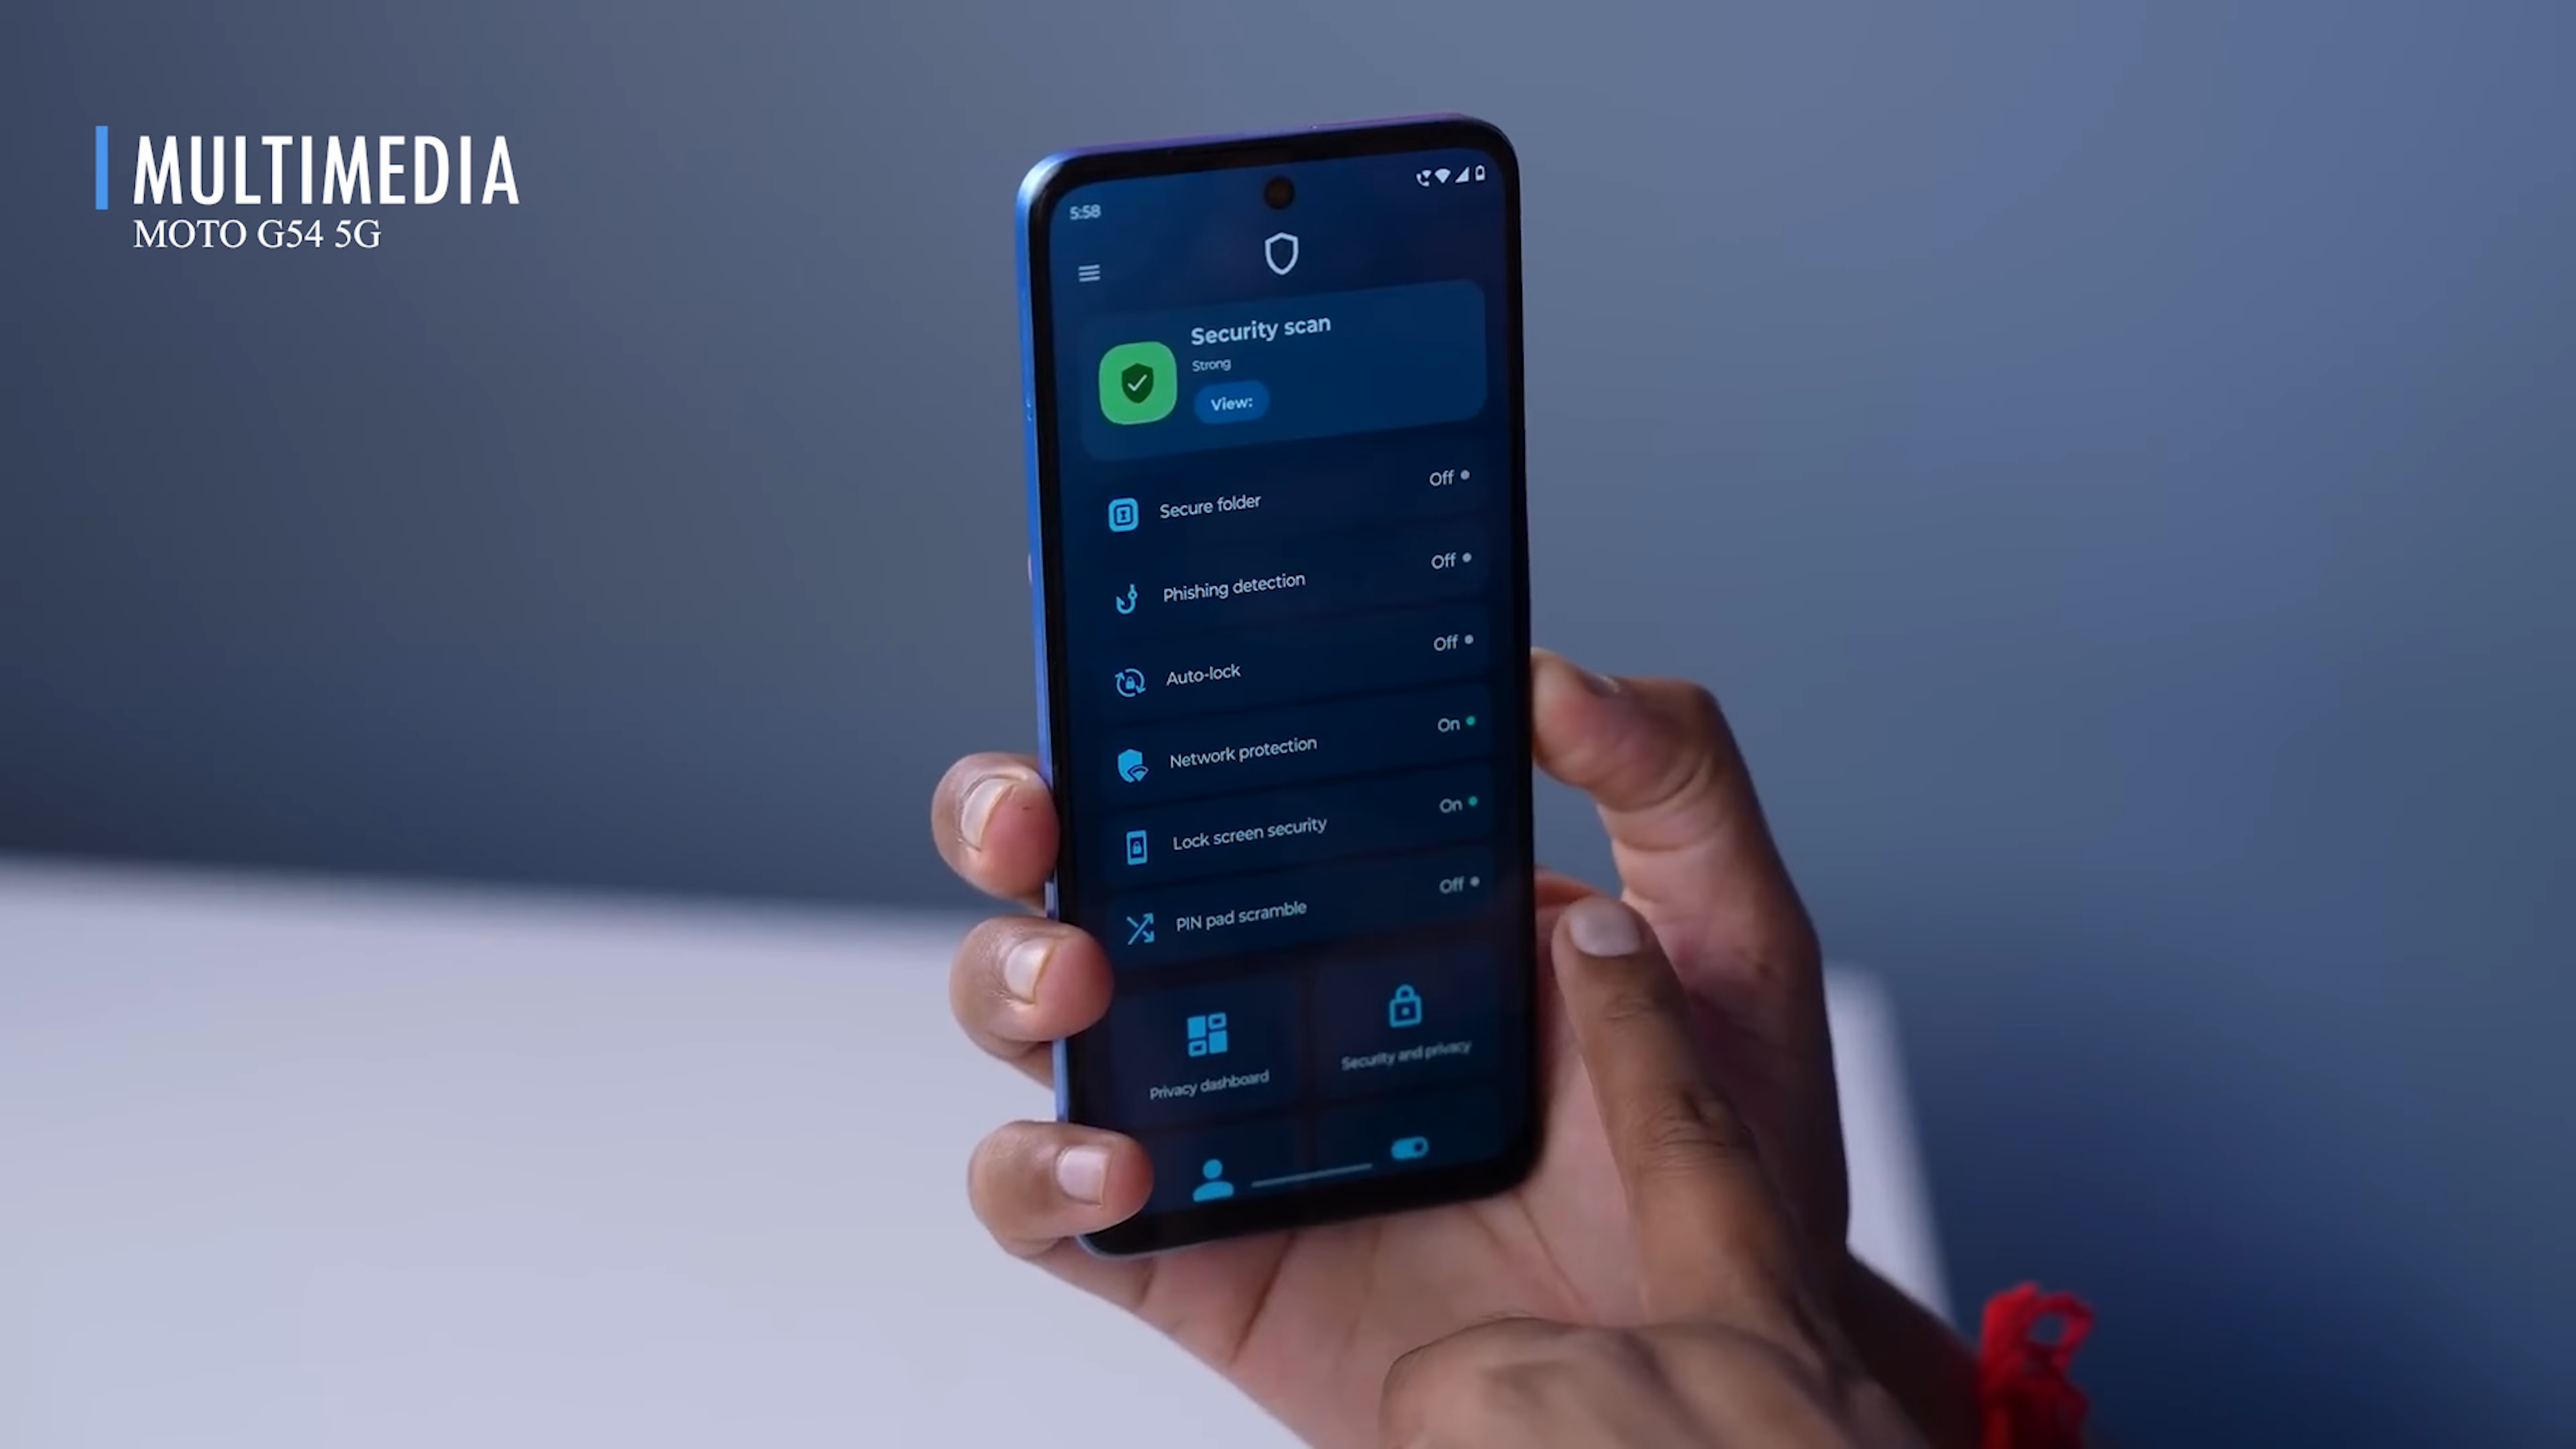 MULTIMEDIA
MOTO G54 5G
5:58
Security scan
Strong
View:
Secure folder Off
Phishing detection Off
Auto-lock Off
Network protection On
Lock screen security On
PIN pad scramble Off
Privacy dashboard
Security and privacy